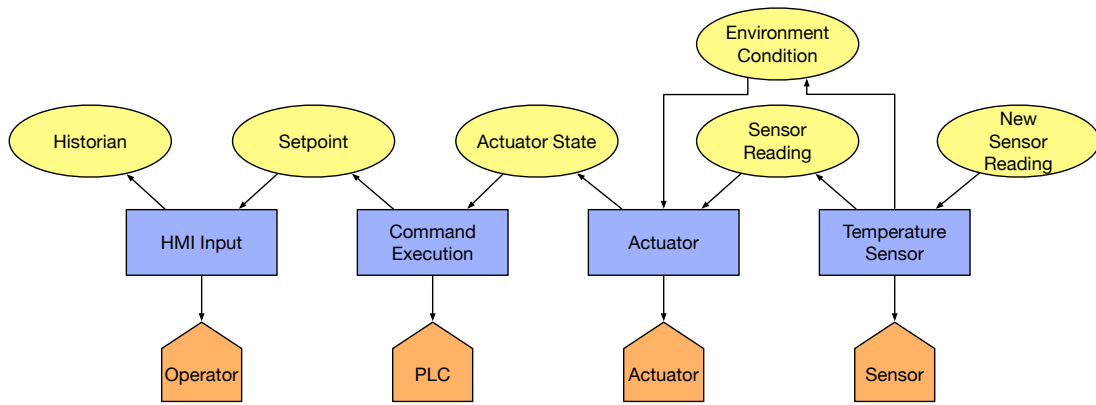 Environment
Condition
Historian
Setpoint
Actuator State
Sensor
Reading
New
Sensor
Reading
HMI Input
Command
Execution
Actuator
Temperature
Sensor
Operator
PLC
Actuator
Sensor